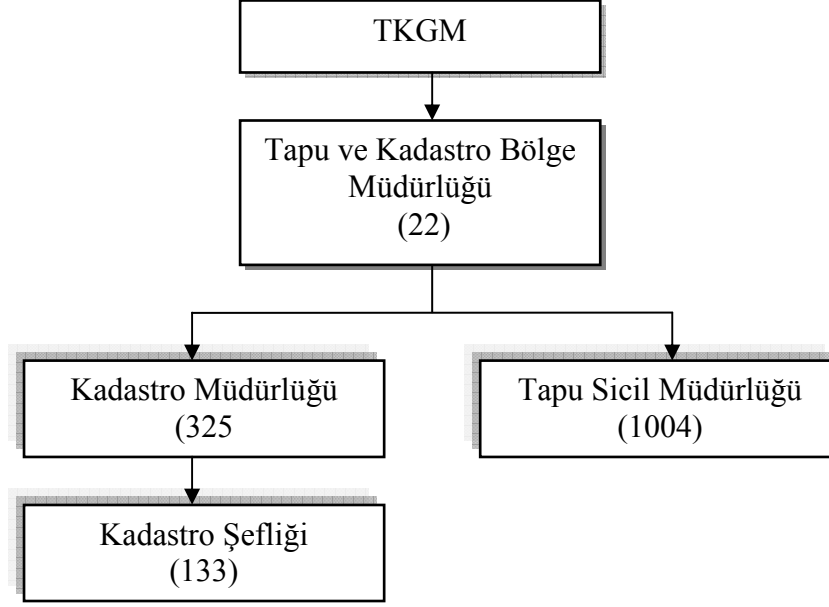 TKGM
Tapu ve Kadastro Bölge
Müdürlüğü
(22)
Kadastro Müdürlüğü
(325
Tapu Sicil Müdürlüğü
(1004)
Kadastro Şefliği
(133)